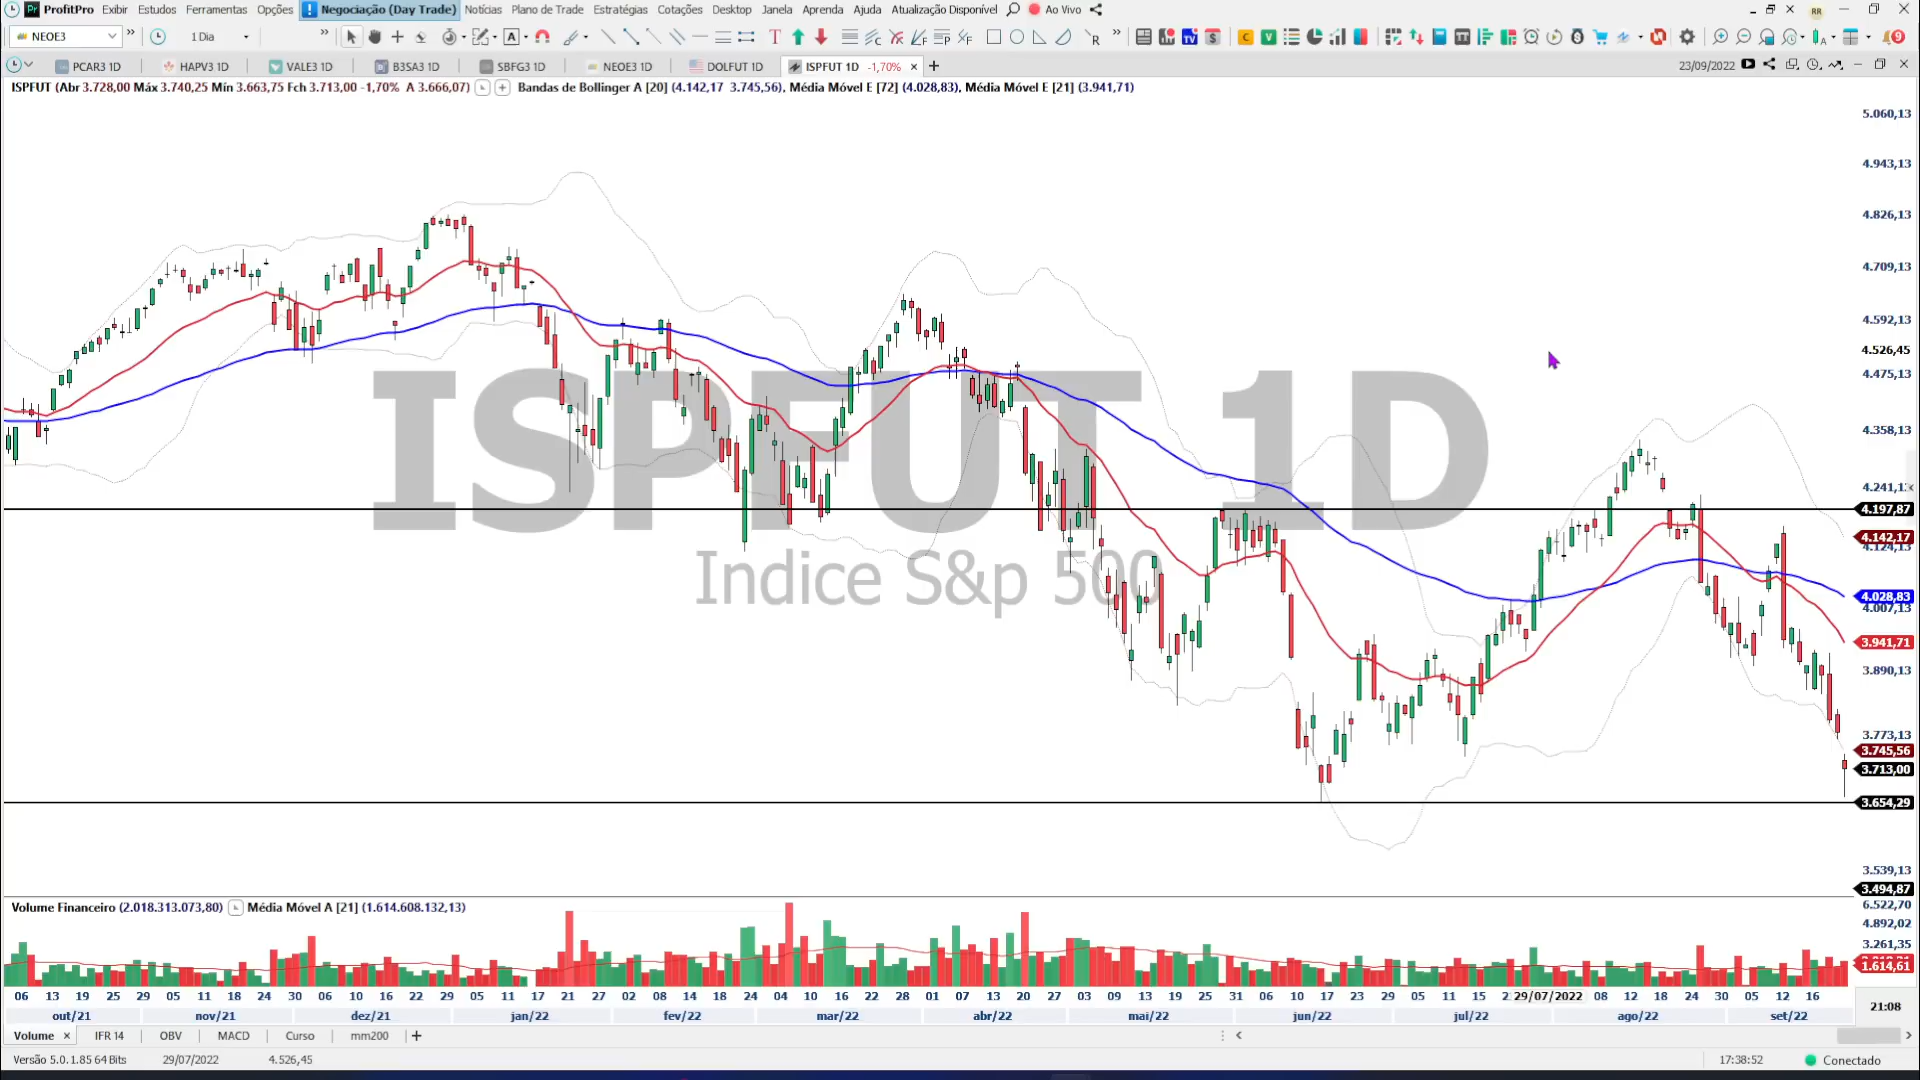 ProfitPro Exibir Estudos Ferramentas Opções ! Negociação (Day Trade) Notícias Plano de Trade Estratégias Cotações Desktop Janela Aprenda Ajuda Atualização Disponível Ao Vivo RR
NEOE3 1 Dia
PCAR3 1D HAPV3 1D VALE3 1D B3SA3 1D SBFG3 1D NEOE3 1D DOLFUT 1D ISPFUT 1D -1,70% 23/09/2022
ISPFUT (Abr 3.728,00 Máx 3.740,25 Mín 3.663,75 Fch 3.713,00 -1,70% A 3.666,07) Bandas de Bollinger A [20] (4.142,17 3.745,56), Média Móvel E [72] (4.028,83), Média Móvel E [21] (3.941,71)
5.060,13
4.943,13
4.826,13
4.709,13
4.592,13
4.526,45
4.475,13
4.358,13
4.241,13
4.197,87
4.142,17
4.124,13
4.028,83
4.007,13
3.941,71
3.890,13
3.773,13
3.745,56
3.713,00
3.654,29
3.539,13
3.494,87
ISPFUT 1D
Indice S&p 500
Volume Financeiro (2.018.313.073,80) Média Móvel A [21] (1.614.608.132,13)
6.522,70
4.892,02
3.261,35
1.614,61
06 13 19 25 29 05 11 18 24 30 06 10 16 22 29 05 11 17 21 27 02 08 14 18 24 04 10 16 22 28 01 07 13 20 27 03 09 13 19 25 31 06 10 17 23 29 05 11 15 2 29/07/2022 08 12 18 24 30 05 12 16
out/21 nov/21 dez/21 jan/22 fev/22 mar/22 abr/22 mai/22 jun/22 jul/22 ago/22 set/22
21:08
Volume IFR 14 OBV MACD Curso mm200
Versão 5.0.1.85 64 Bits 29/07/2022 4.526,45 17:38:52 Conectado